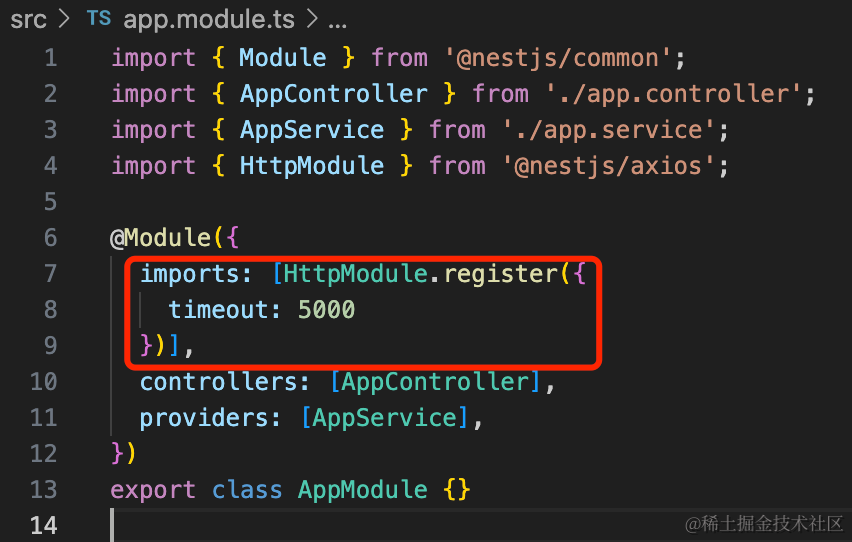 src > TS app.module.ts > ...
1 import { Module } from '@nestjs/common';
2 import { AppController } from './app.controller';
3 import { AppService } from './app.service';
4 import { HttpModule } from '@nestjs/axios';
5
6 @Module({
7   imports: [HttpModule.register({
8     timeout: 5000
9   })],
10   controllers: [AppController],
11   providers: [AppService],
12 })
13 export class AppModule {}
14
@稀土掘金技术社区